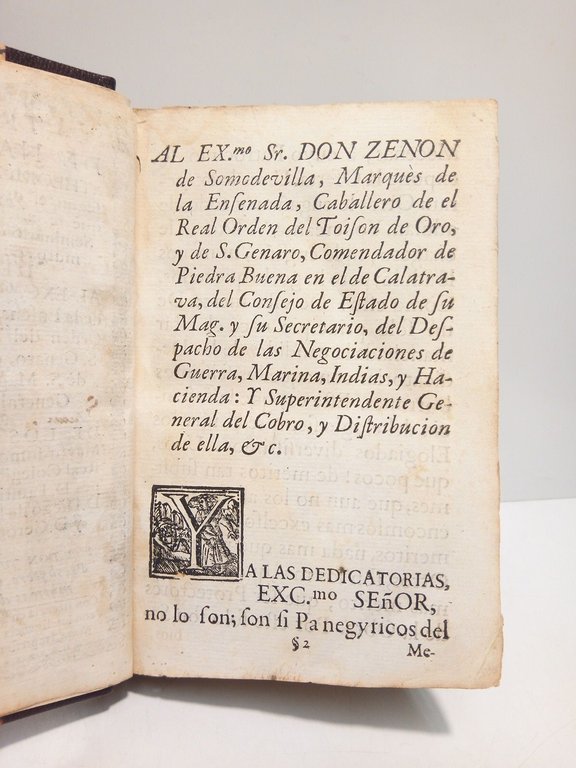 AL EX.mo Sr. DON ZENON
de Somodevilla, Marquès de
la Enſenada, Caballero de el
Real Orden del Toiſon de Oro,
y de S. Genaro, Comendador de
Piedra Buena en el de Calatra-
va, del Conſejo de Eſtado de ſu
Mag. y ſu Secretario, del Deſ-
pacho de las Negociaciones de
Guerra, Marina, Indias, y Ha-
cienda: Y Superintendente Ge-
neral del Cobro, y Diſtribucion
de ella, &c.
YA LAS DEDICATORIAS,
EXC.mo SEñOR,
no lo ſon; ſon ſi Panegyricos del
§ 2
Me-